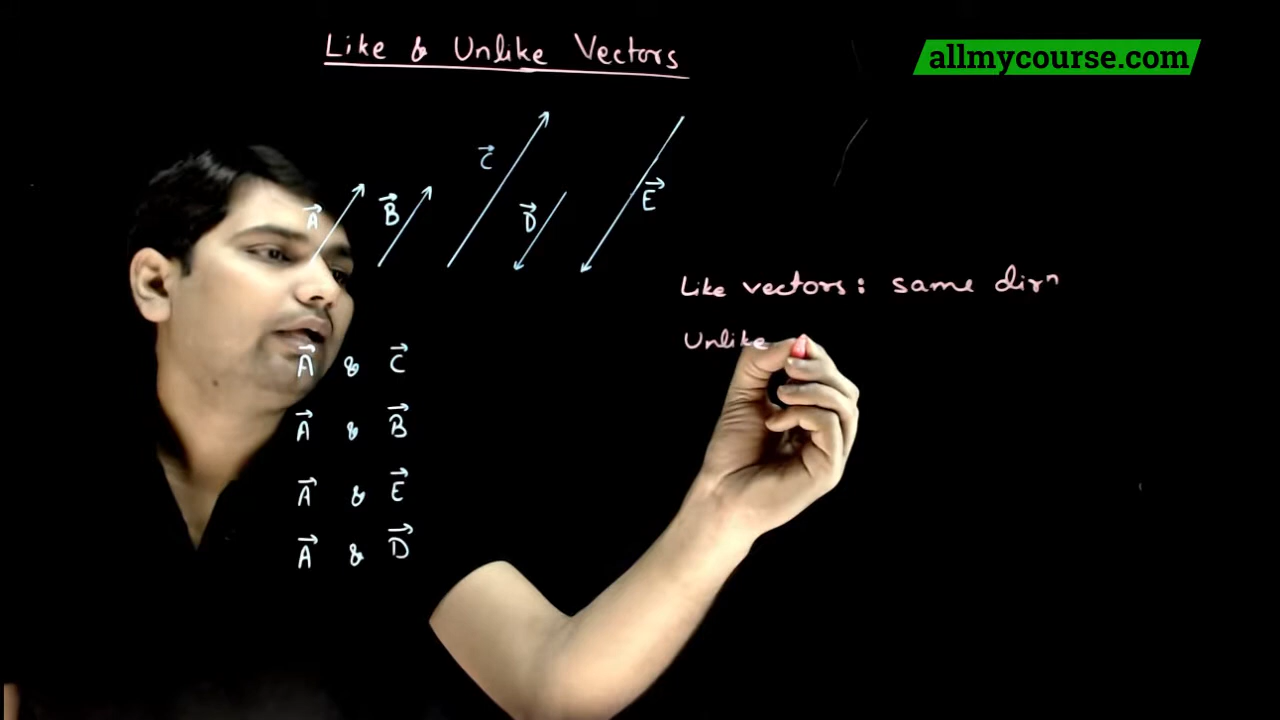 Like & Unlike Vectors
allmycourse.com
A⃗ B⃗ C⃗ D⃗ E⃗
Like vectors: same dirⁿ
Unlike
A⃗ & C⃗
A⃗ & B⃗
A⃗ & E⃗
A⃗ & D⃗